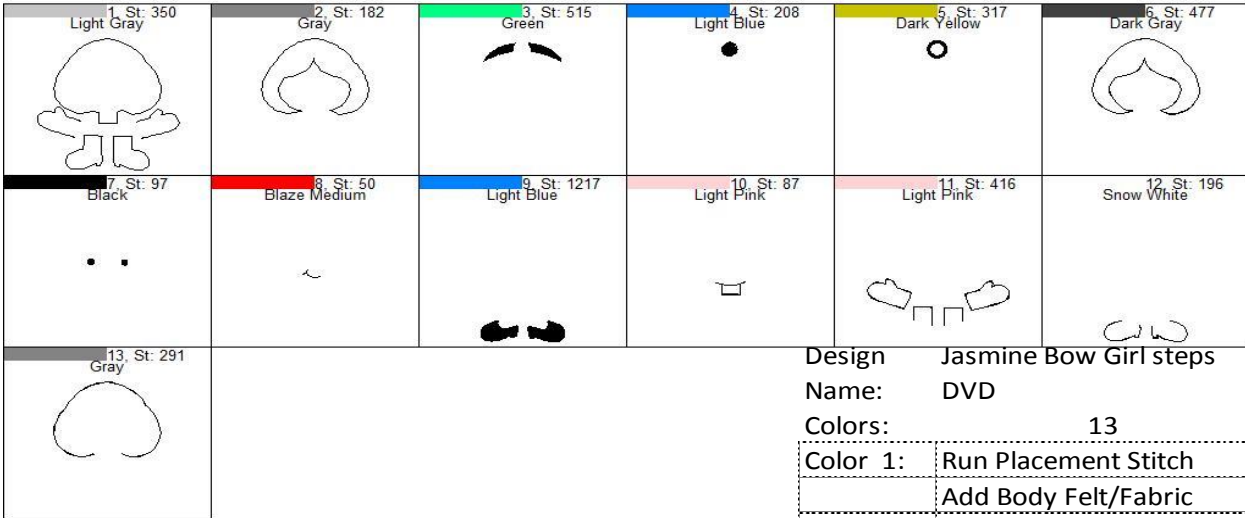 1, St: 350
Light Gray
2, St: 182
Gray
3, St: 515
Green
4, St: 208
Light Blue
5, St: 317
Dark Yellow
6, St: 477
Dark Gray
7, St: 97
Black
8, St: 50
Blaze Medium
9, St: 1217
Light Blue
10, St: 87
Light Pink
11, St: 416
Light Pink
12, St: 196
Snow White
13, St: 291
Gray
Design Jasmine Bow Girl steps
Name: DVD
Colors: 13
Color 1: Run Placement Stitch
Add Body Felt/Fabric